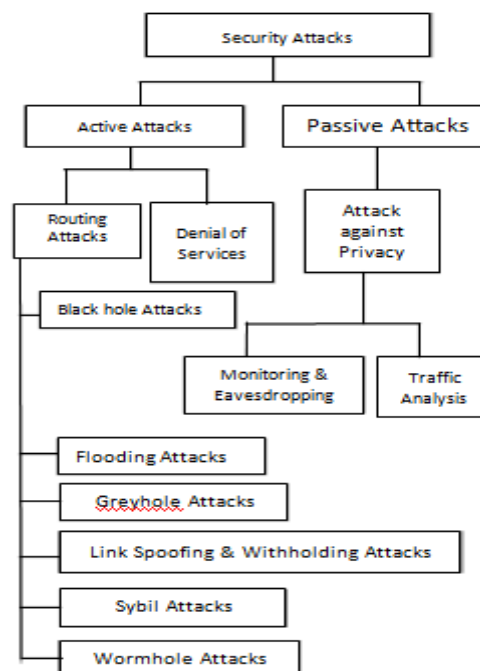 Security Attacks
Active Attacks
Passive Attacks
Routing
Attacks
Denial of
Services
Attack
against
Privacy
Black hole Attacks
Monitoring &
Eavesdropping
Traffic
Analysis
Flooding Attacks
Greyhole Attacks
Link Spoofing & Withholding Attacks
Sybil Attacks
Wormhole Attacks